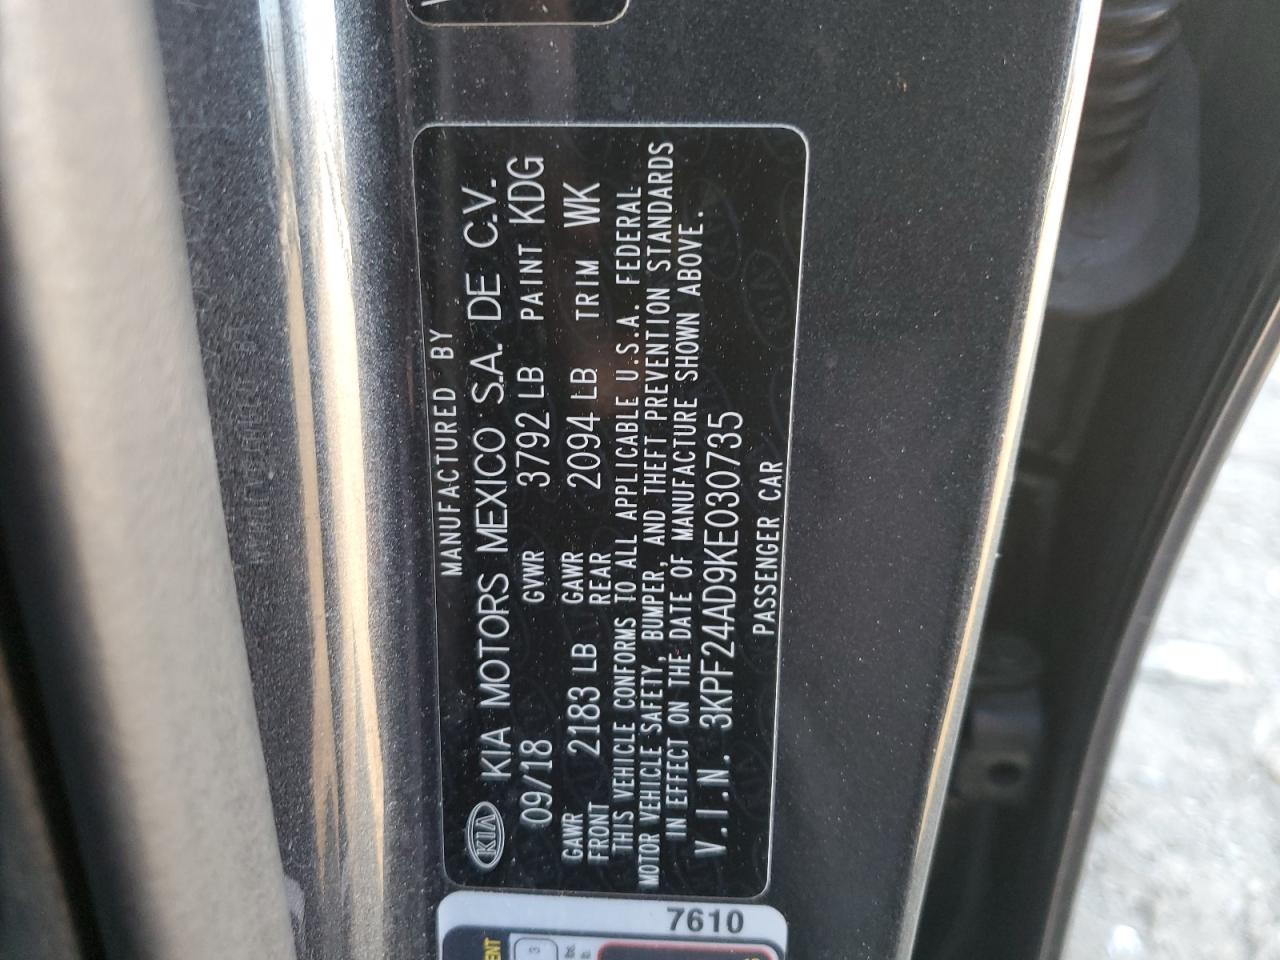 MANUFACTURED BY
KIA KIA MOTORS MEXICO S.A. DE C.V.
09/18 GVWR 3792 LB PAINT KDG
GAWR FRONT 2183 LB GAWR REAR 2094 LB TRIM WK
THIS VEHICLE CONFORMS TO ALL APPLICABLE U.S.A. FEDERAL
MOTOR VEHICLE SAFETY, BUMPER, AND THEFT PREVENTION STANDARDS
IN EFFECT ON THE DATE OF MANUFACTURE SHOWN ABOVE.
V.I.N. 3KPF24AD9KE030735
PASSENGER CAR
7610